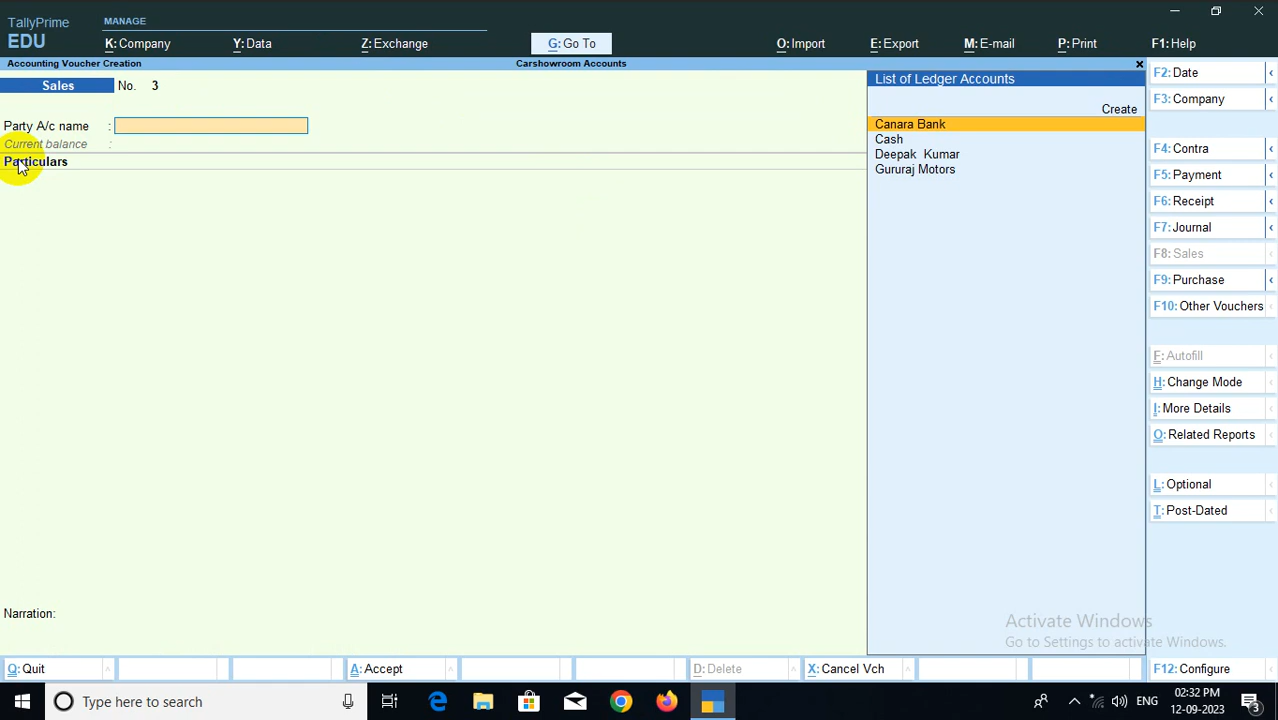 TallyPrime
EDU
MANAGE
K: Company
Y: Data
Z: Exchange
G: Go To
O: Import
E: Export
M: E-mail
P: Print
F1: Help
Accounting Voucher Creation
Carshowroom Accounts
Sales
No. 3
Party A/c name :
Current balance :
Particulars
Narration:
List of Ledger Accounts
Create
Canara Bank
Cash
Deepak Kumar
Gururaj Motors
F2: Date
F3: Company
F4: Contra
F5: Payment
F6: Receipt
F7: Journal
F8: Sales
F9: Purchase
F10: Other Vouchers
F: Autofill
H: Change Mode
I: More Details
O: Related Reports
L: Optional
T: Post-Dated
F12: Configure
Activate Windows
Go to Settings to activate Windows.
Q: Quit
A: Accept
D: Delete
X: Cancel Vch
Type here to search
ENG
02:32 PM
12-09-2023
3